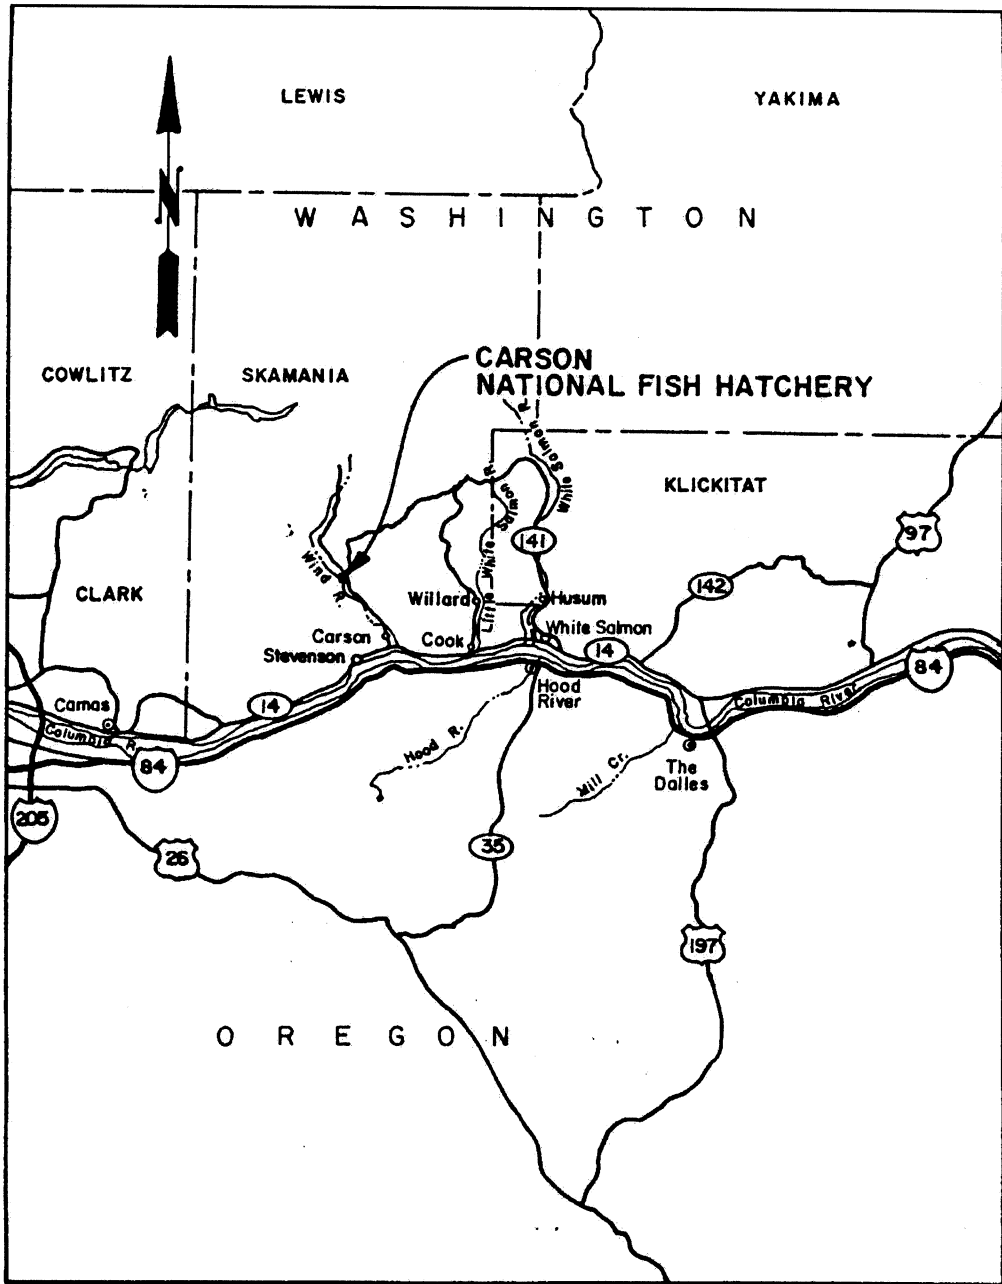 LEWIS
YAKIMA
N
WASHINGTON
CARSON
NATIONAL FISH HATCHERY
COWLITZ
SKAMANIA
White Salmon R.
KLICKITAT
Little White Salmon R.
141
97
142
Wind R.
CLARK
Willard
Husum
Carson
Cook
White Salmon
Stevenson
14
84
Hood
River
Columbia River
14
Camas
Columbia R.
84
Hood R.
Mill Cr.
The
Dalles
205
26
35
197
OREGON